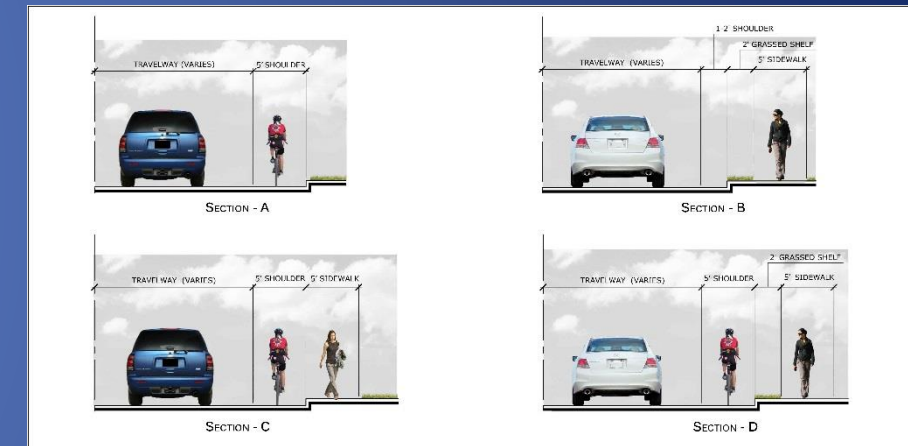 TRAVELWAY (VARIES) 5' SHOULDER
SECTION - A
1-2' SHOULDER
2' GRASSED SHELF
TRAVELWAY (VARIES) 5' SIDEWALK
SECTION - B
TRAVELWAY (VARIES) 5' SHOULDER 5' SIDEWALK
SECTION - C
2' GRASSED SHELF
TRAVELWAY (VARIES) 5' SHOULDER 5' SIDEWALK
SECTION - D